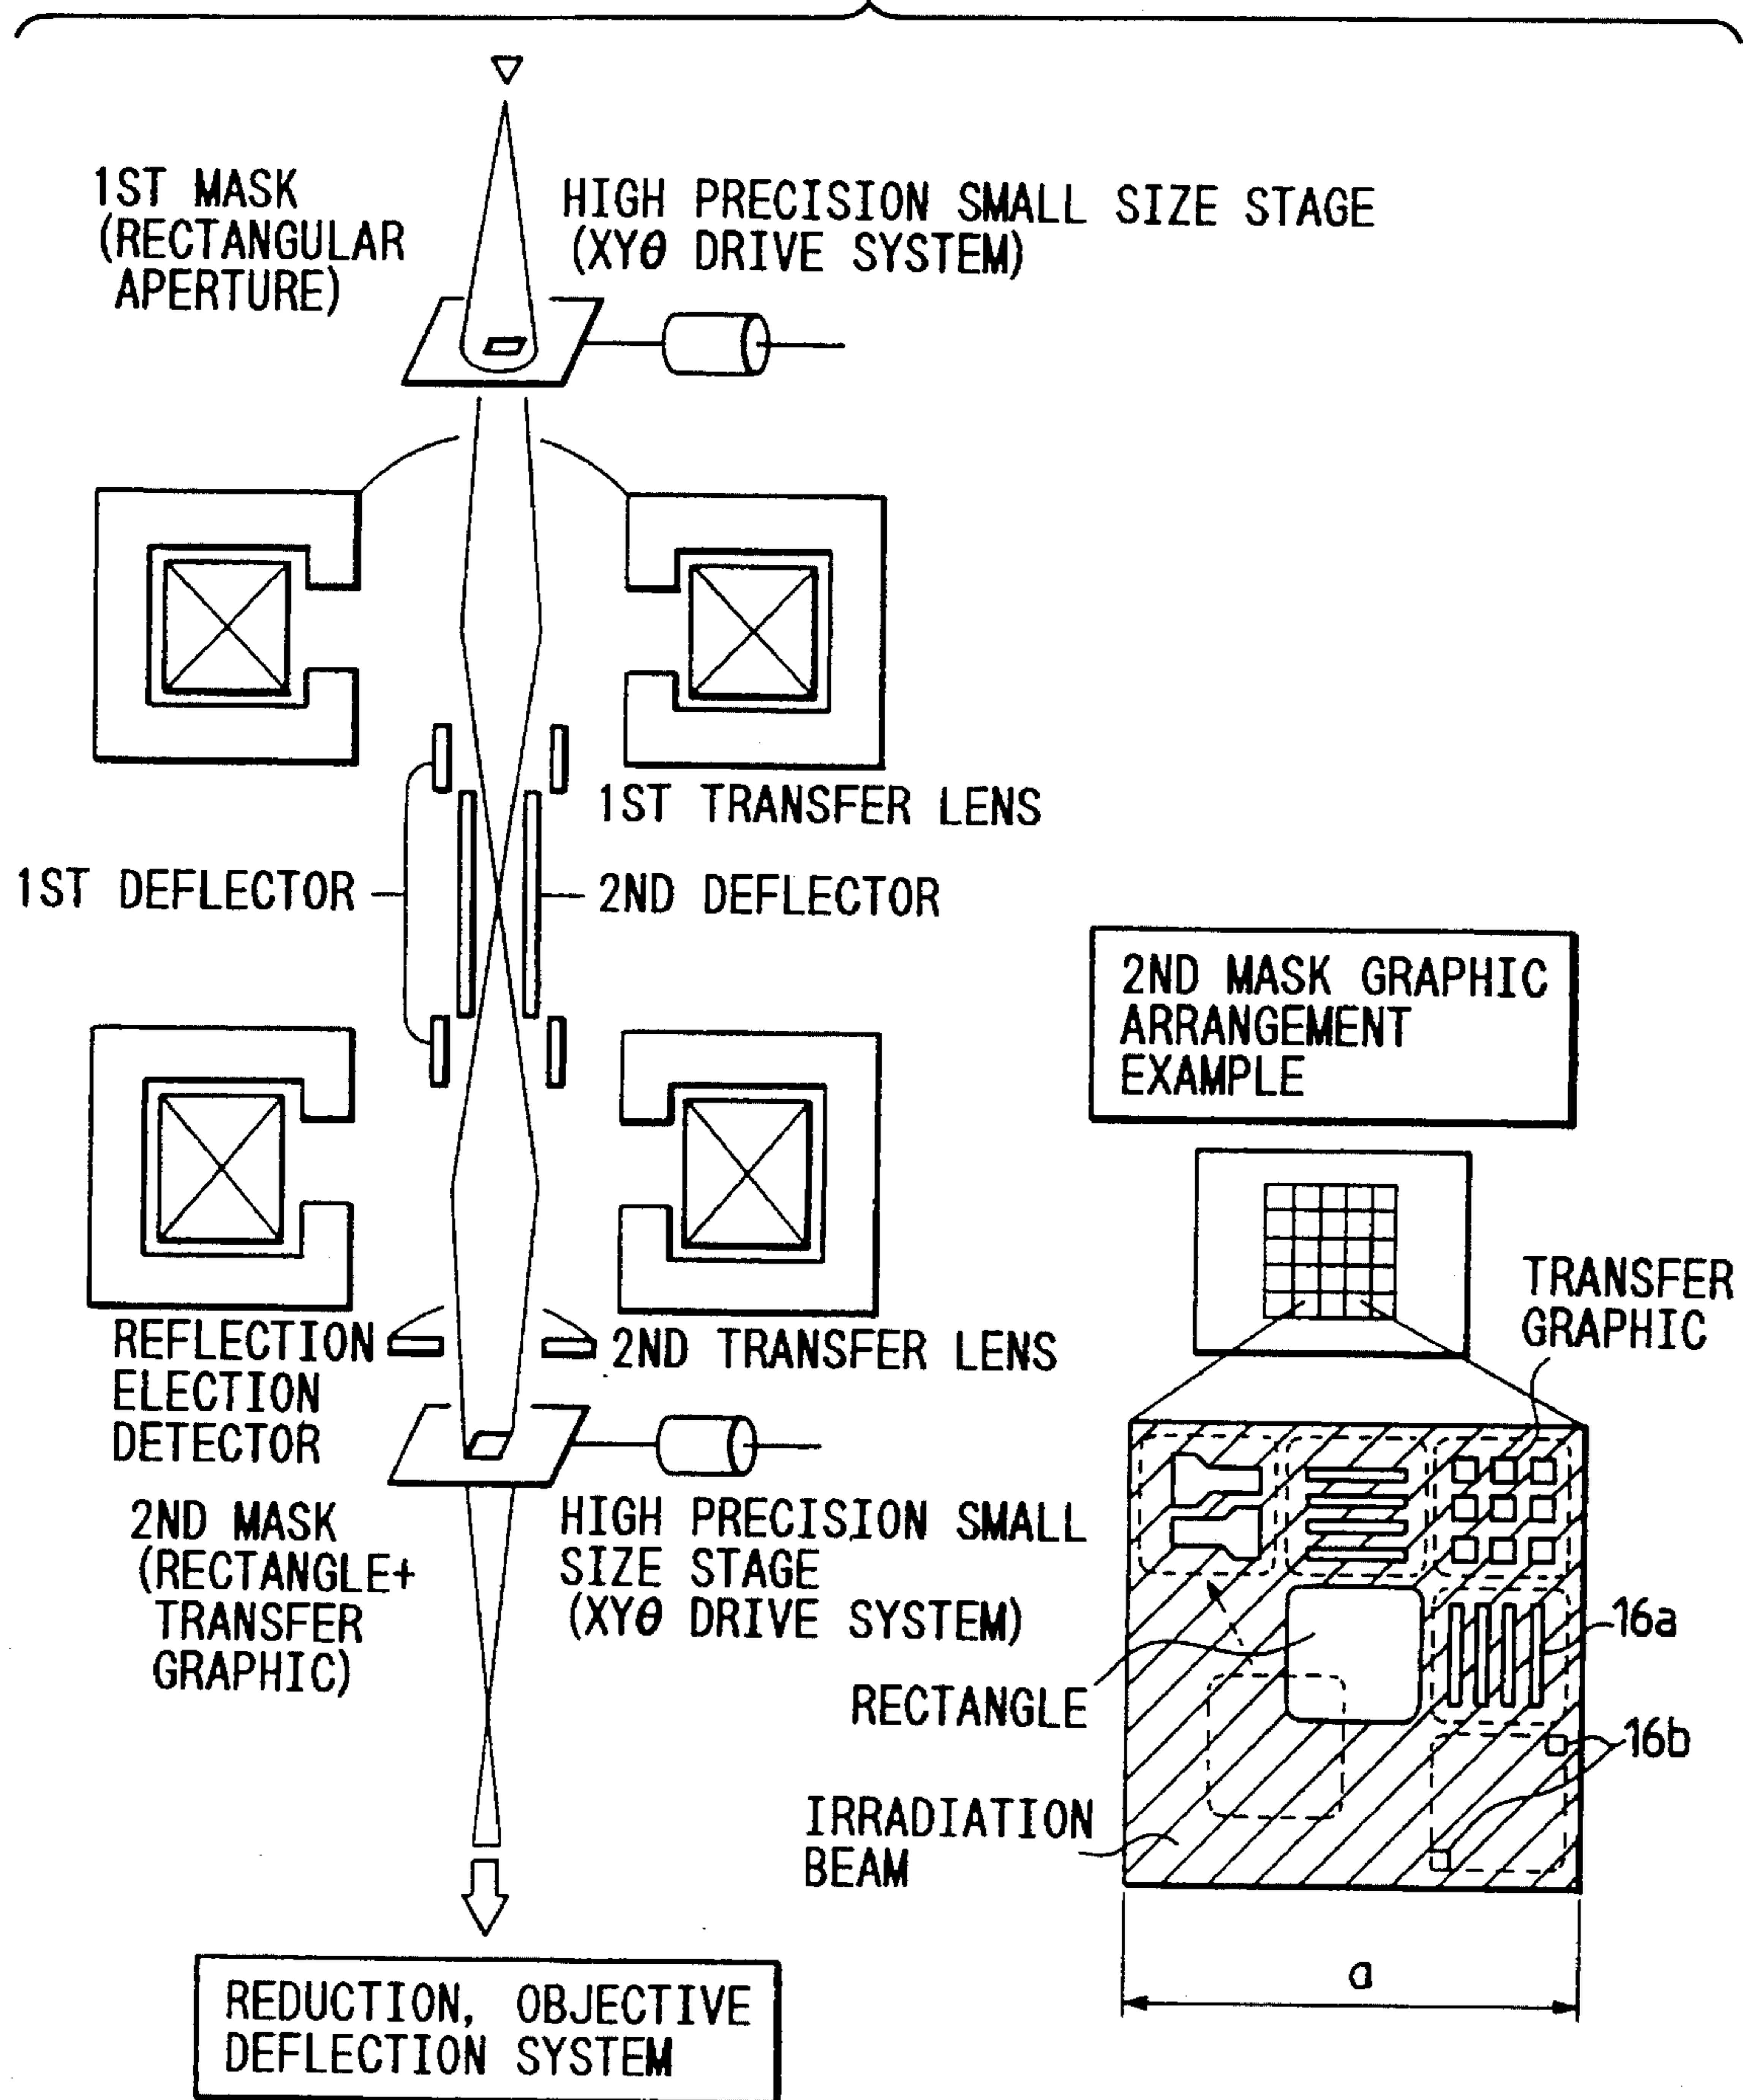 1ST MASK
(RECTANGULAR
APERTURE)
HIGH PRECISION SMALL SIZE STAGE
(XYθ DRIVE SYSTEM)
1ST TRANSFER LENS
1ST DEFLECTOR
2ND DEFLECTOR
2ND MASK GRAPHIC
ARRANGEMENT
EXAMPLE
TRANSFER
GRAPHIC
REFLECTION
ELECTION
DETECTOR
2ND TRANSFER LENS
2ND MASK
(RECTANGLE+
TRANSFER
GRAPHIC)
HIGH PRECISION SMALL
SIZE STAGE
(XYθ DRIVE SYSTEM)
16a
RECTANGLE
16b
IRRADIATION
BEAM
a
REDUCTION, OBJECTIVE
DEFLECTION SYSTEM